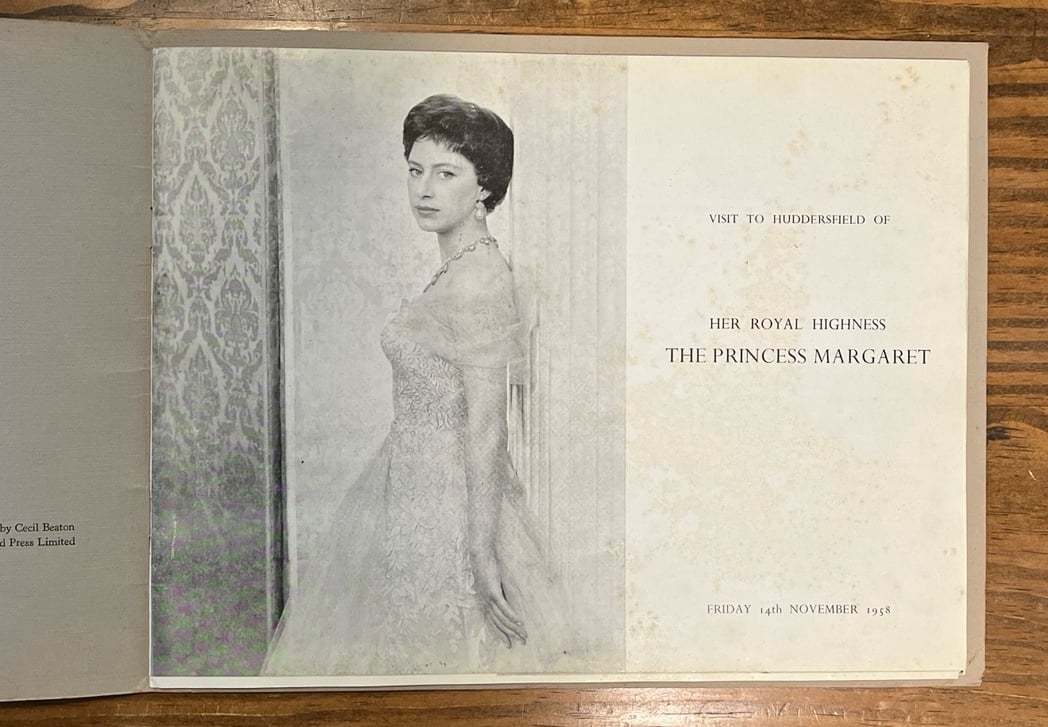 by Cecil Beaton
Press Limited
VISIT TO HUDDERSFIELD OF
HER ROYAL HIGHNESS
THE PRINCESS MARGARET
FRIDAY 14th NOVEMBER 1958